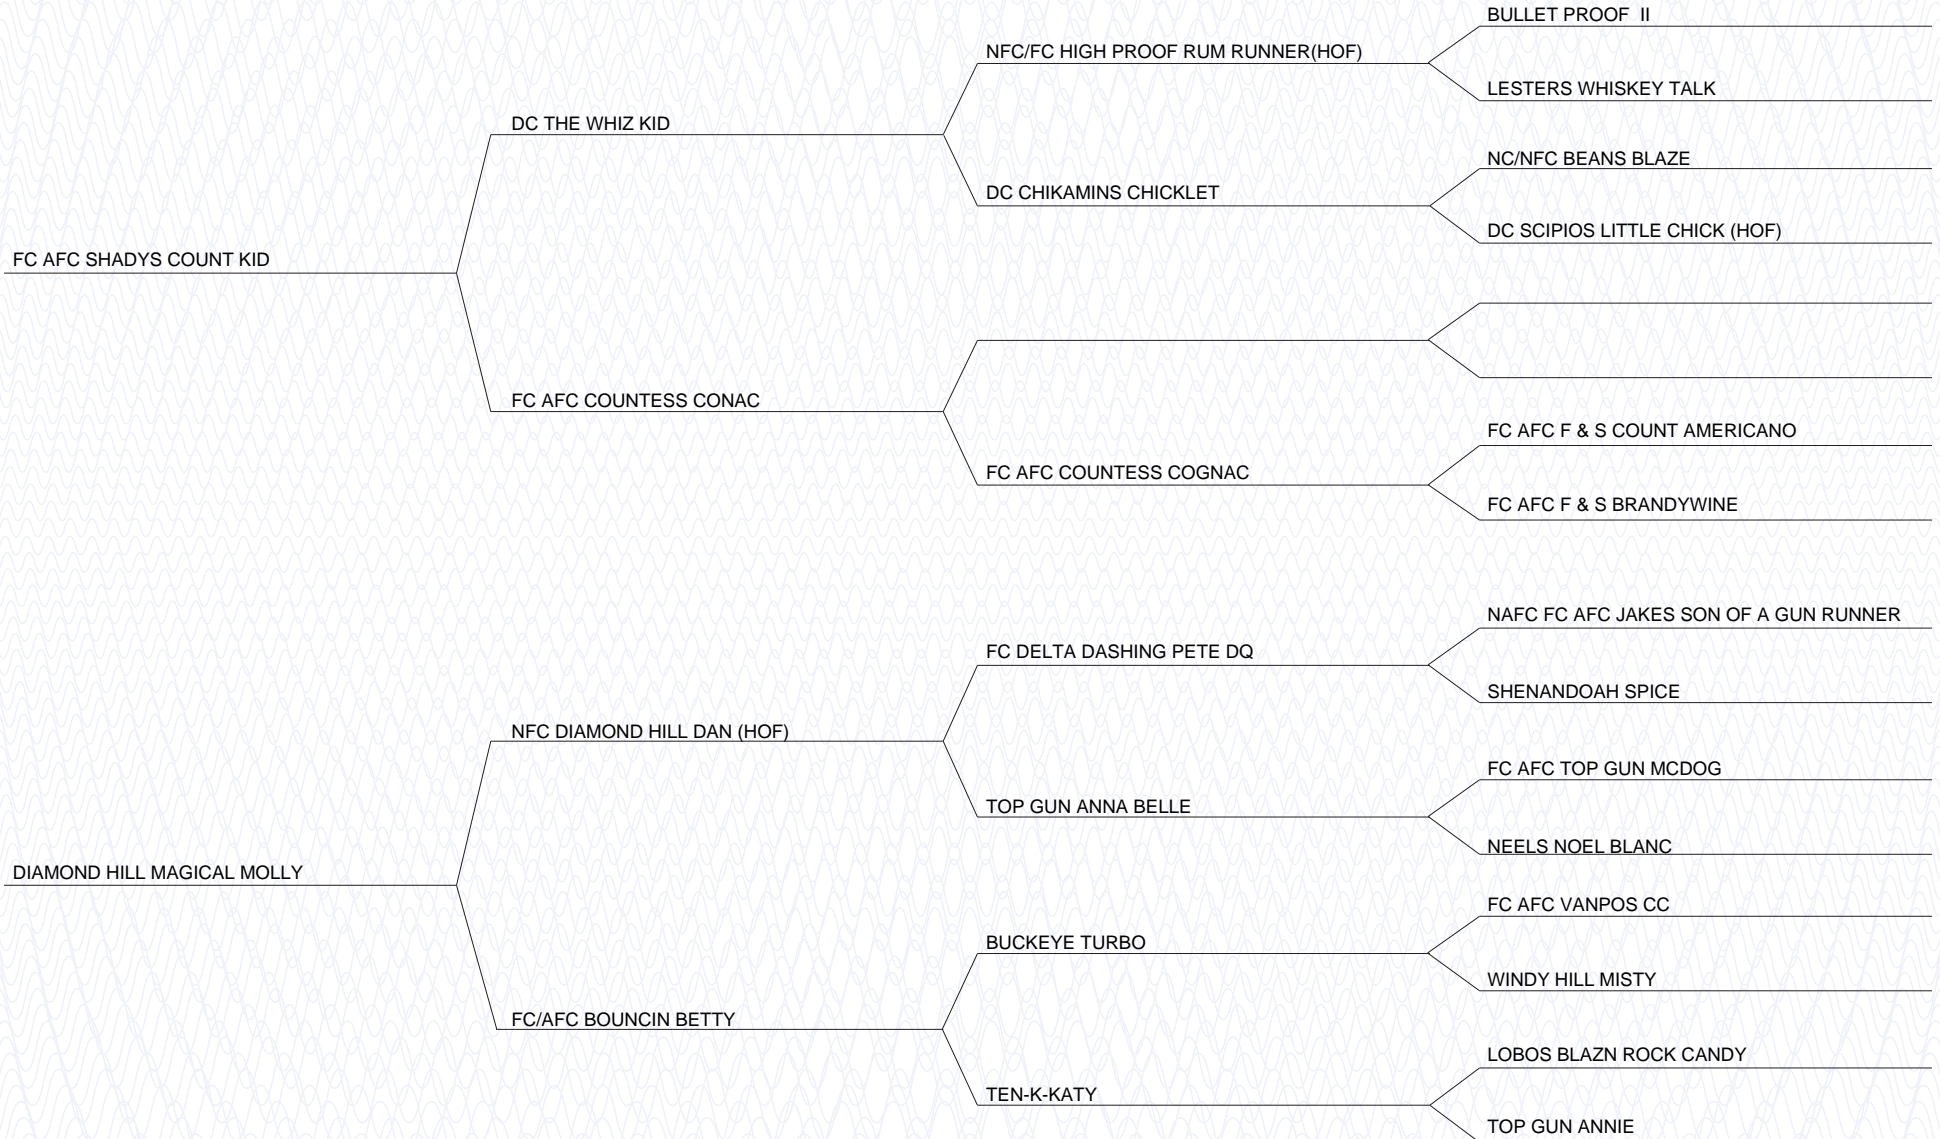 BULLET PROOF  II
NFC/FC HIGH PROOF RUM RUNNER(HOF)
LESTERS WHISKEY TALK
DC THE WHIZ KID
NC/NFC BEANS BLAZE
DC CHIKAMINS CHICKLET
DC SCIPIOS LITTLE CHICK (HOF)
FC AFC SHADYS COUNT KID
FC AFC COUNTESS CONAC
FC AFC F & S COUNT AMERICANO
FC AFC COUNTESS COGNAC
FC AFC F & S BRANDYWINE
NAFC FC AFC JAKES SON OF A GUN RUNNER
FC DELTA DASHING PETE DQ
SHENANDOAH SPICE
NFC DIAMOND HILL DAN (HOF)
FC AFC TOP GUN MCDOG
TOP GUN ANNA BELLE
NEELS NOEL BLANC
DIAMOND HILL MAGICAL MOLLY
FC AFC VANPOS CC
BUCKEYE TURBO
WINDY HILL MISTY
FC/AFC BOUNCIN BETTY
LOBOS BLAZN ROCK CANDY
TEN-K-KATY
TOP GUN ANNIE